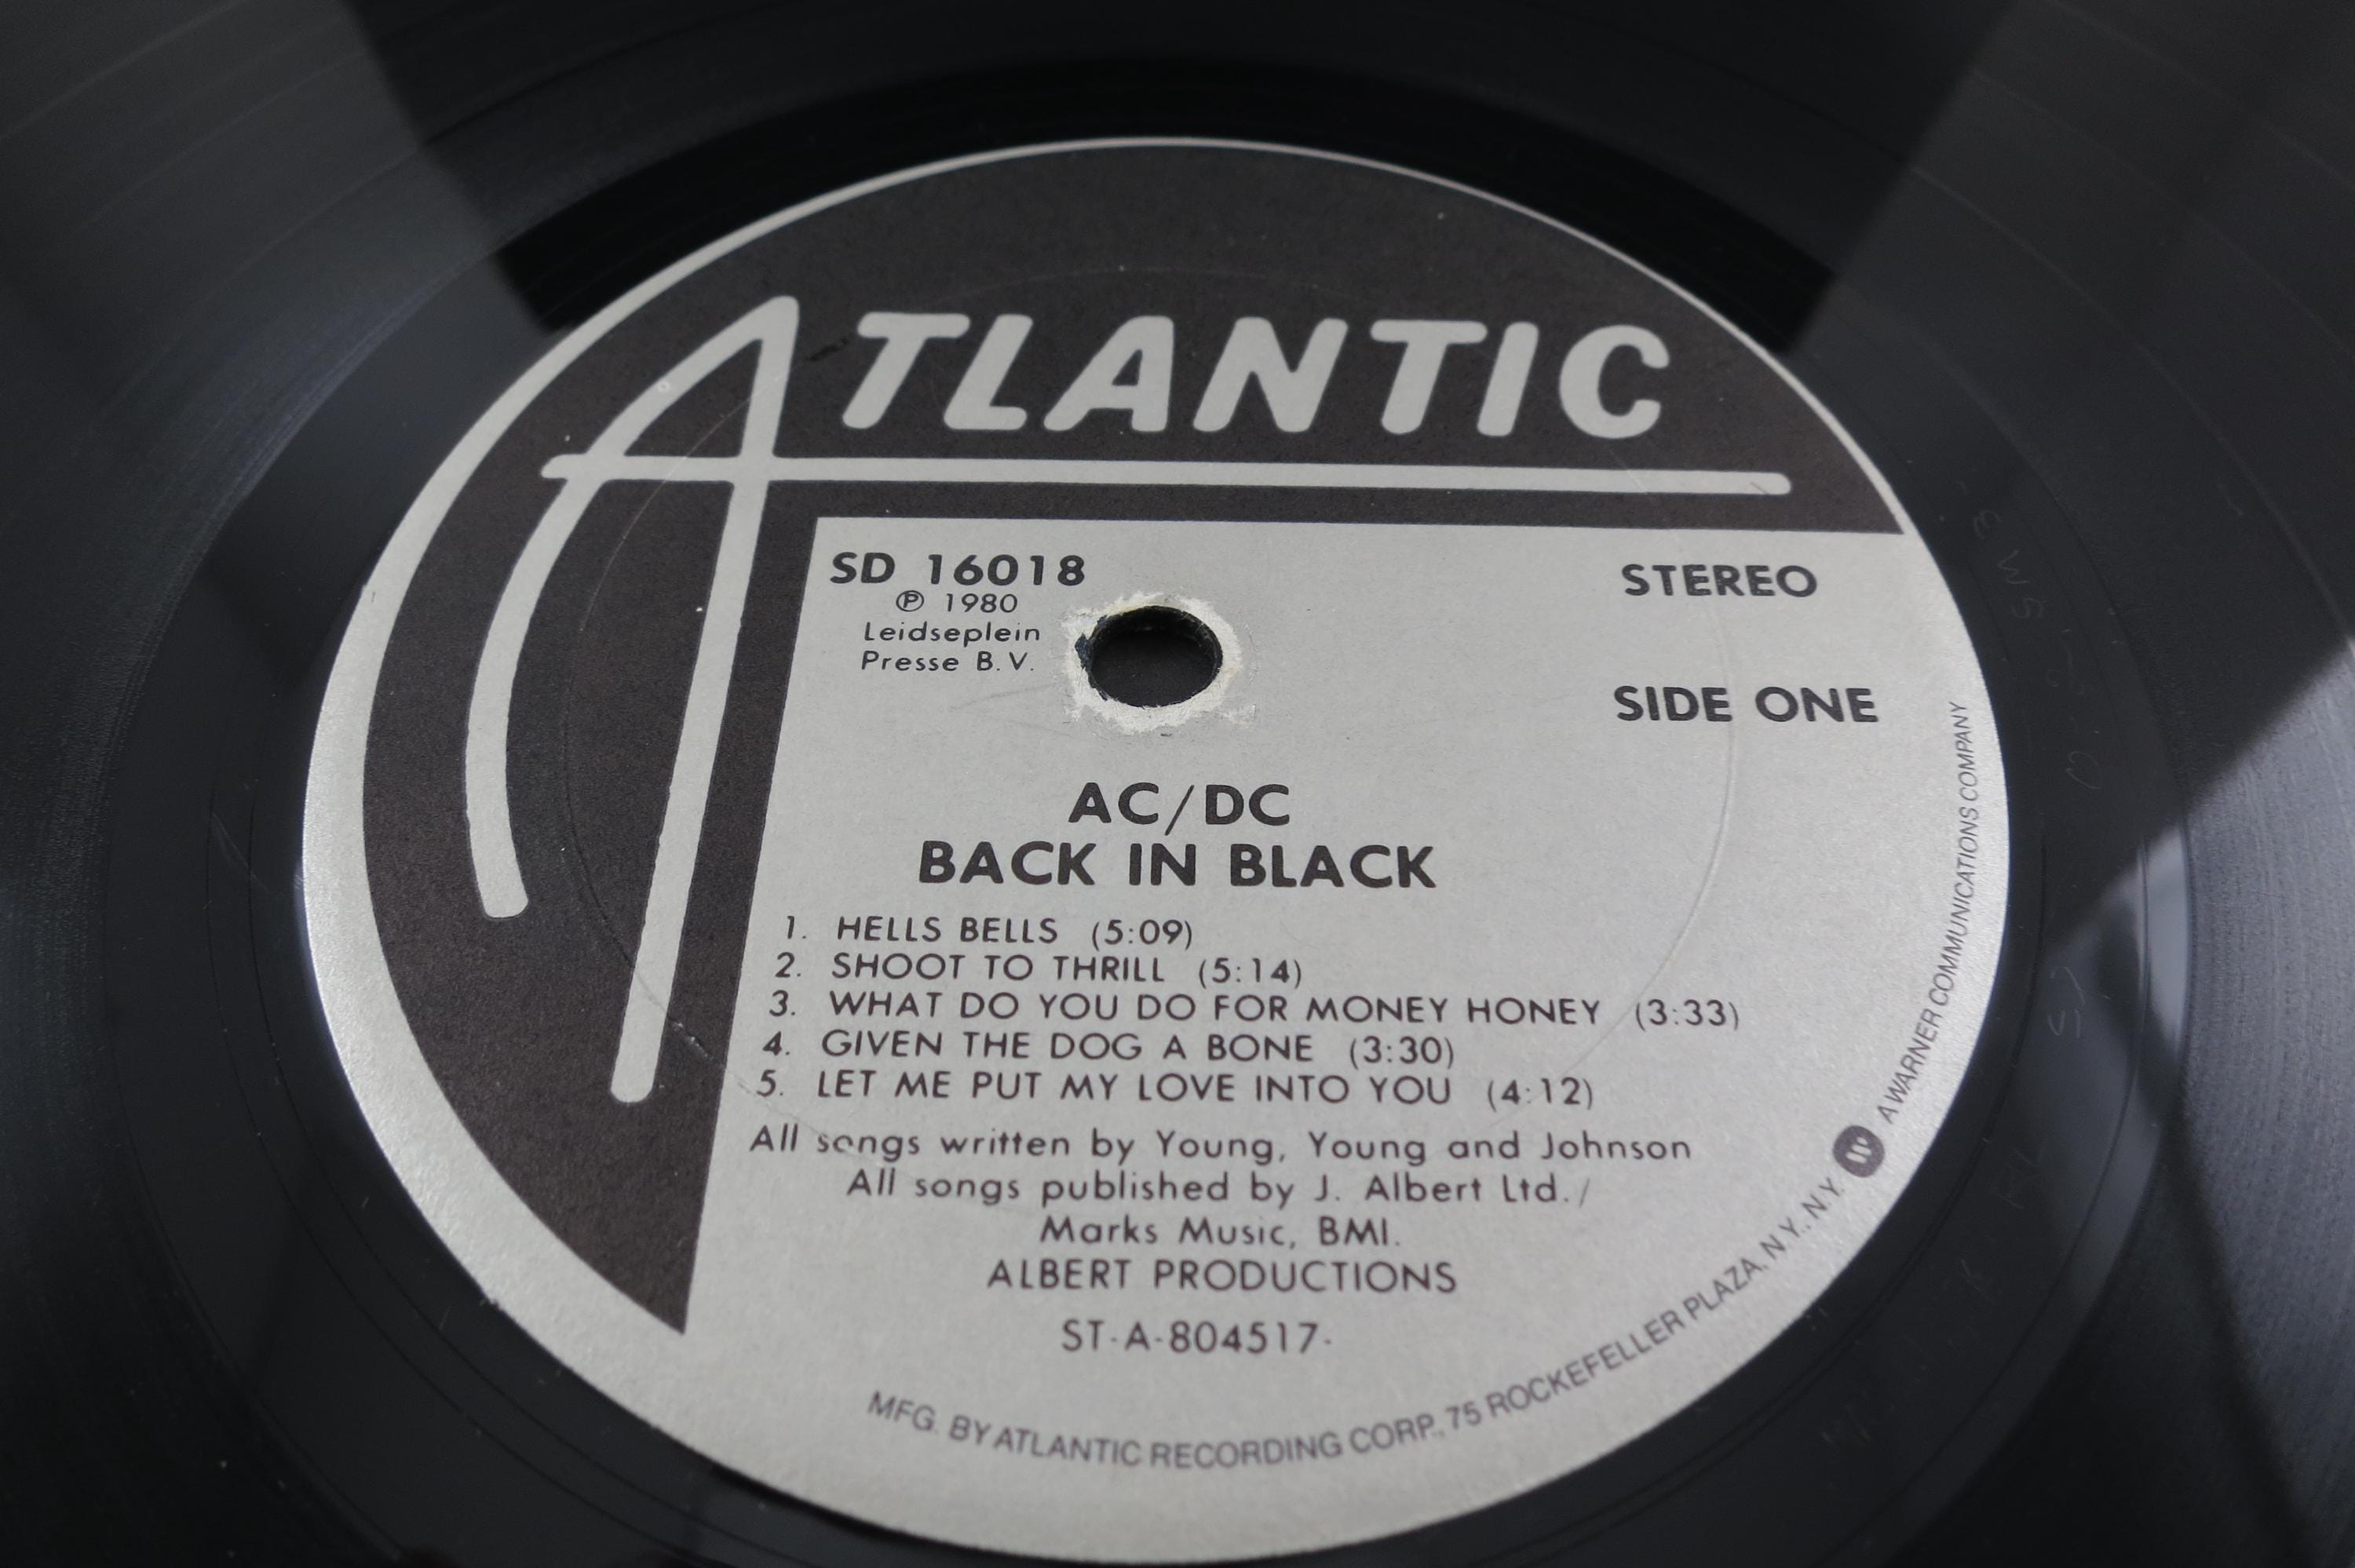 ATLANTIC
SD 16018
STEREO
℗ 1980
Leidseplein
Presse B.V.
SIDE ONE
AC/DC
BACK IN BLACK
1. HELLS BELLS (5:09)
2. SHOOT TO THRILL (5:14)
3. WHAT DO YOU DO FOR MONEY HONEY (3:33)
4. GIVEN THE DOG A BONE (3:30)
5. LET ME PUT MY LOVE INTO YOU (4:12)
All songs written by Young, Young and Johnson
All songs published by J. Albert Ltd./
Marks Music, BMI.
ALBERT PRODUCTIONS
ST-A-804517-
MFG. BY ATLANTIC RECORDING CORP., 75 ROCKEFELLER PLAZA, N.Y., N.Y. A WARNER COMMUNICATIONS COMPANY